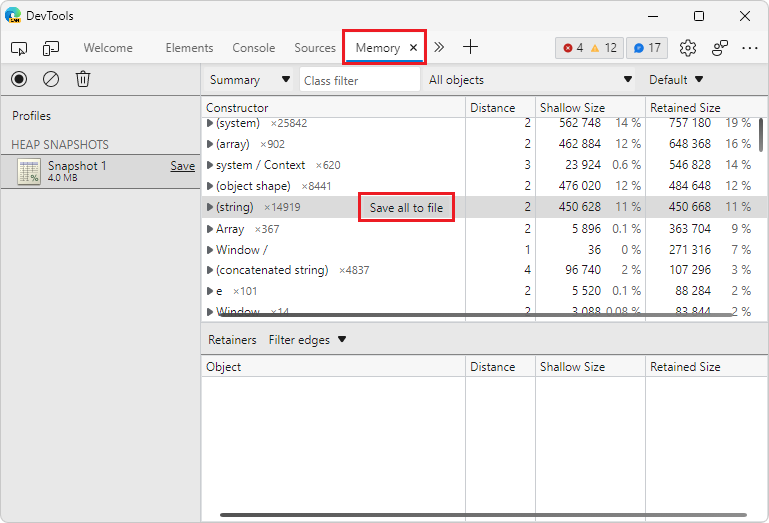 DevTools
Welcome Elements Console Sources Memory 4 12 17
Summary Class filter All objects Default
Profiles
HEAP SNAPSHOTS
Snapshot 1 Save
4.0 MB
Constructor Distance Shallow Size Retained Size
(system) ×25842 2 562 748 14 % 757 180 19 %
(array) ×902 2 462 884 12 % 648 368 16 %
system / Context ×620 3 23 924 0.6 % 546 828 14 %
(object shape) ×8441 2 476 020 12 % 484 648 12 %
(string) ×14919 Save all to file 2 450 628 11 % 450 668 11 %
Array ×367 2 5 896 0.1 % 363 704 9 %
Window / 1 36 0 % 271 316 7 %
(concatenated string) ×4837 4 96 740 2 % 107 296 3 %
e ×101 2 5 520 0.1 % 88 284 2 %
Window ×14 2 3 088 0.08 % 83 844 2 %
Retainers Filter edges
Object Distance Shallow Size Retained Size